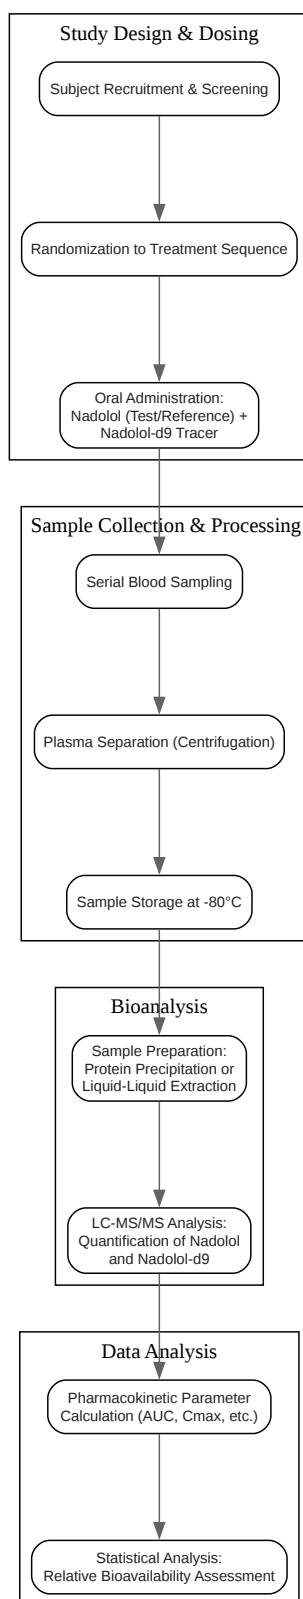 Study Design & Dosing
Subject Recruitment & Screening
Randomization to Treatment Sequence
Oral Administration:
Nadolol (Test/Reference) +
Nadolol-d9 Tracer
Sample Collection & Processing
Serial Blood Sampling
Plasma Separation (Centrifugation)
Sample Storage at -80°C
Bioanalysis
Sample Preparation:
Protein Precipitation or
Liquid-Liquid Extraction
LC-MS/MS Analysis:
Quantification of Nadolol
and Nadolol-d9
Data Analysis
Pharmacokinetic Parameter
Calculation (AUC, Cmax, etc.)
Statistical Analysis:
Relative Bioavailability Assessment